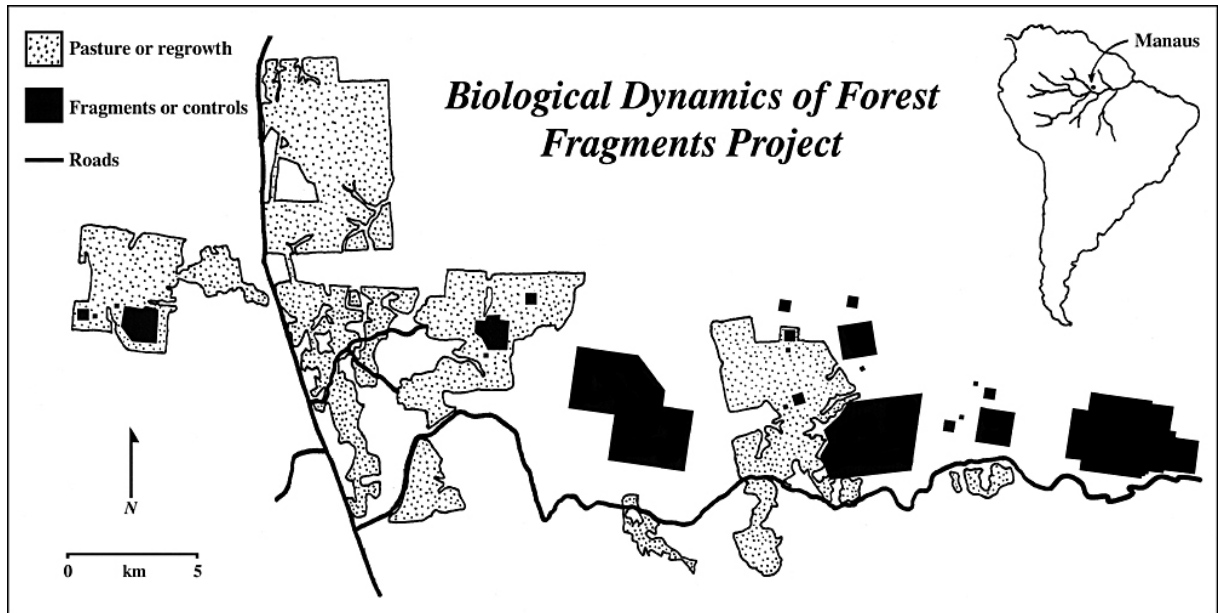 Pasture or regrowth
Fragments or controls
Roads
Biological Dynamics of Forest
Fragments Project
Manaus
N
0 km 5